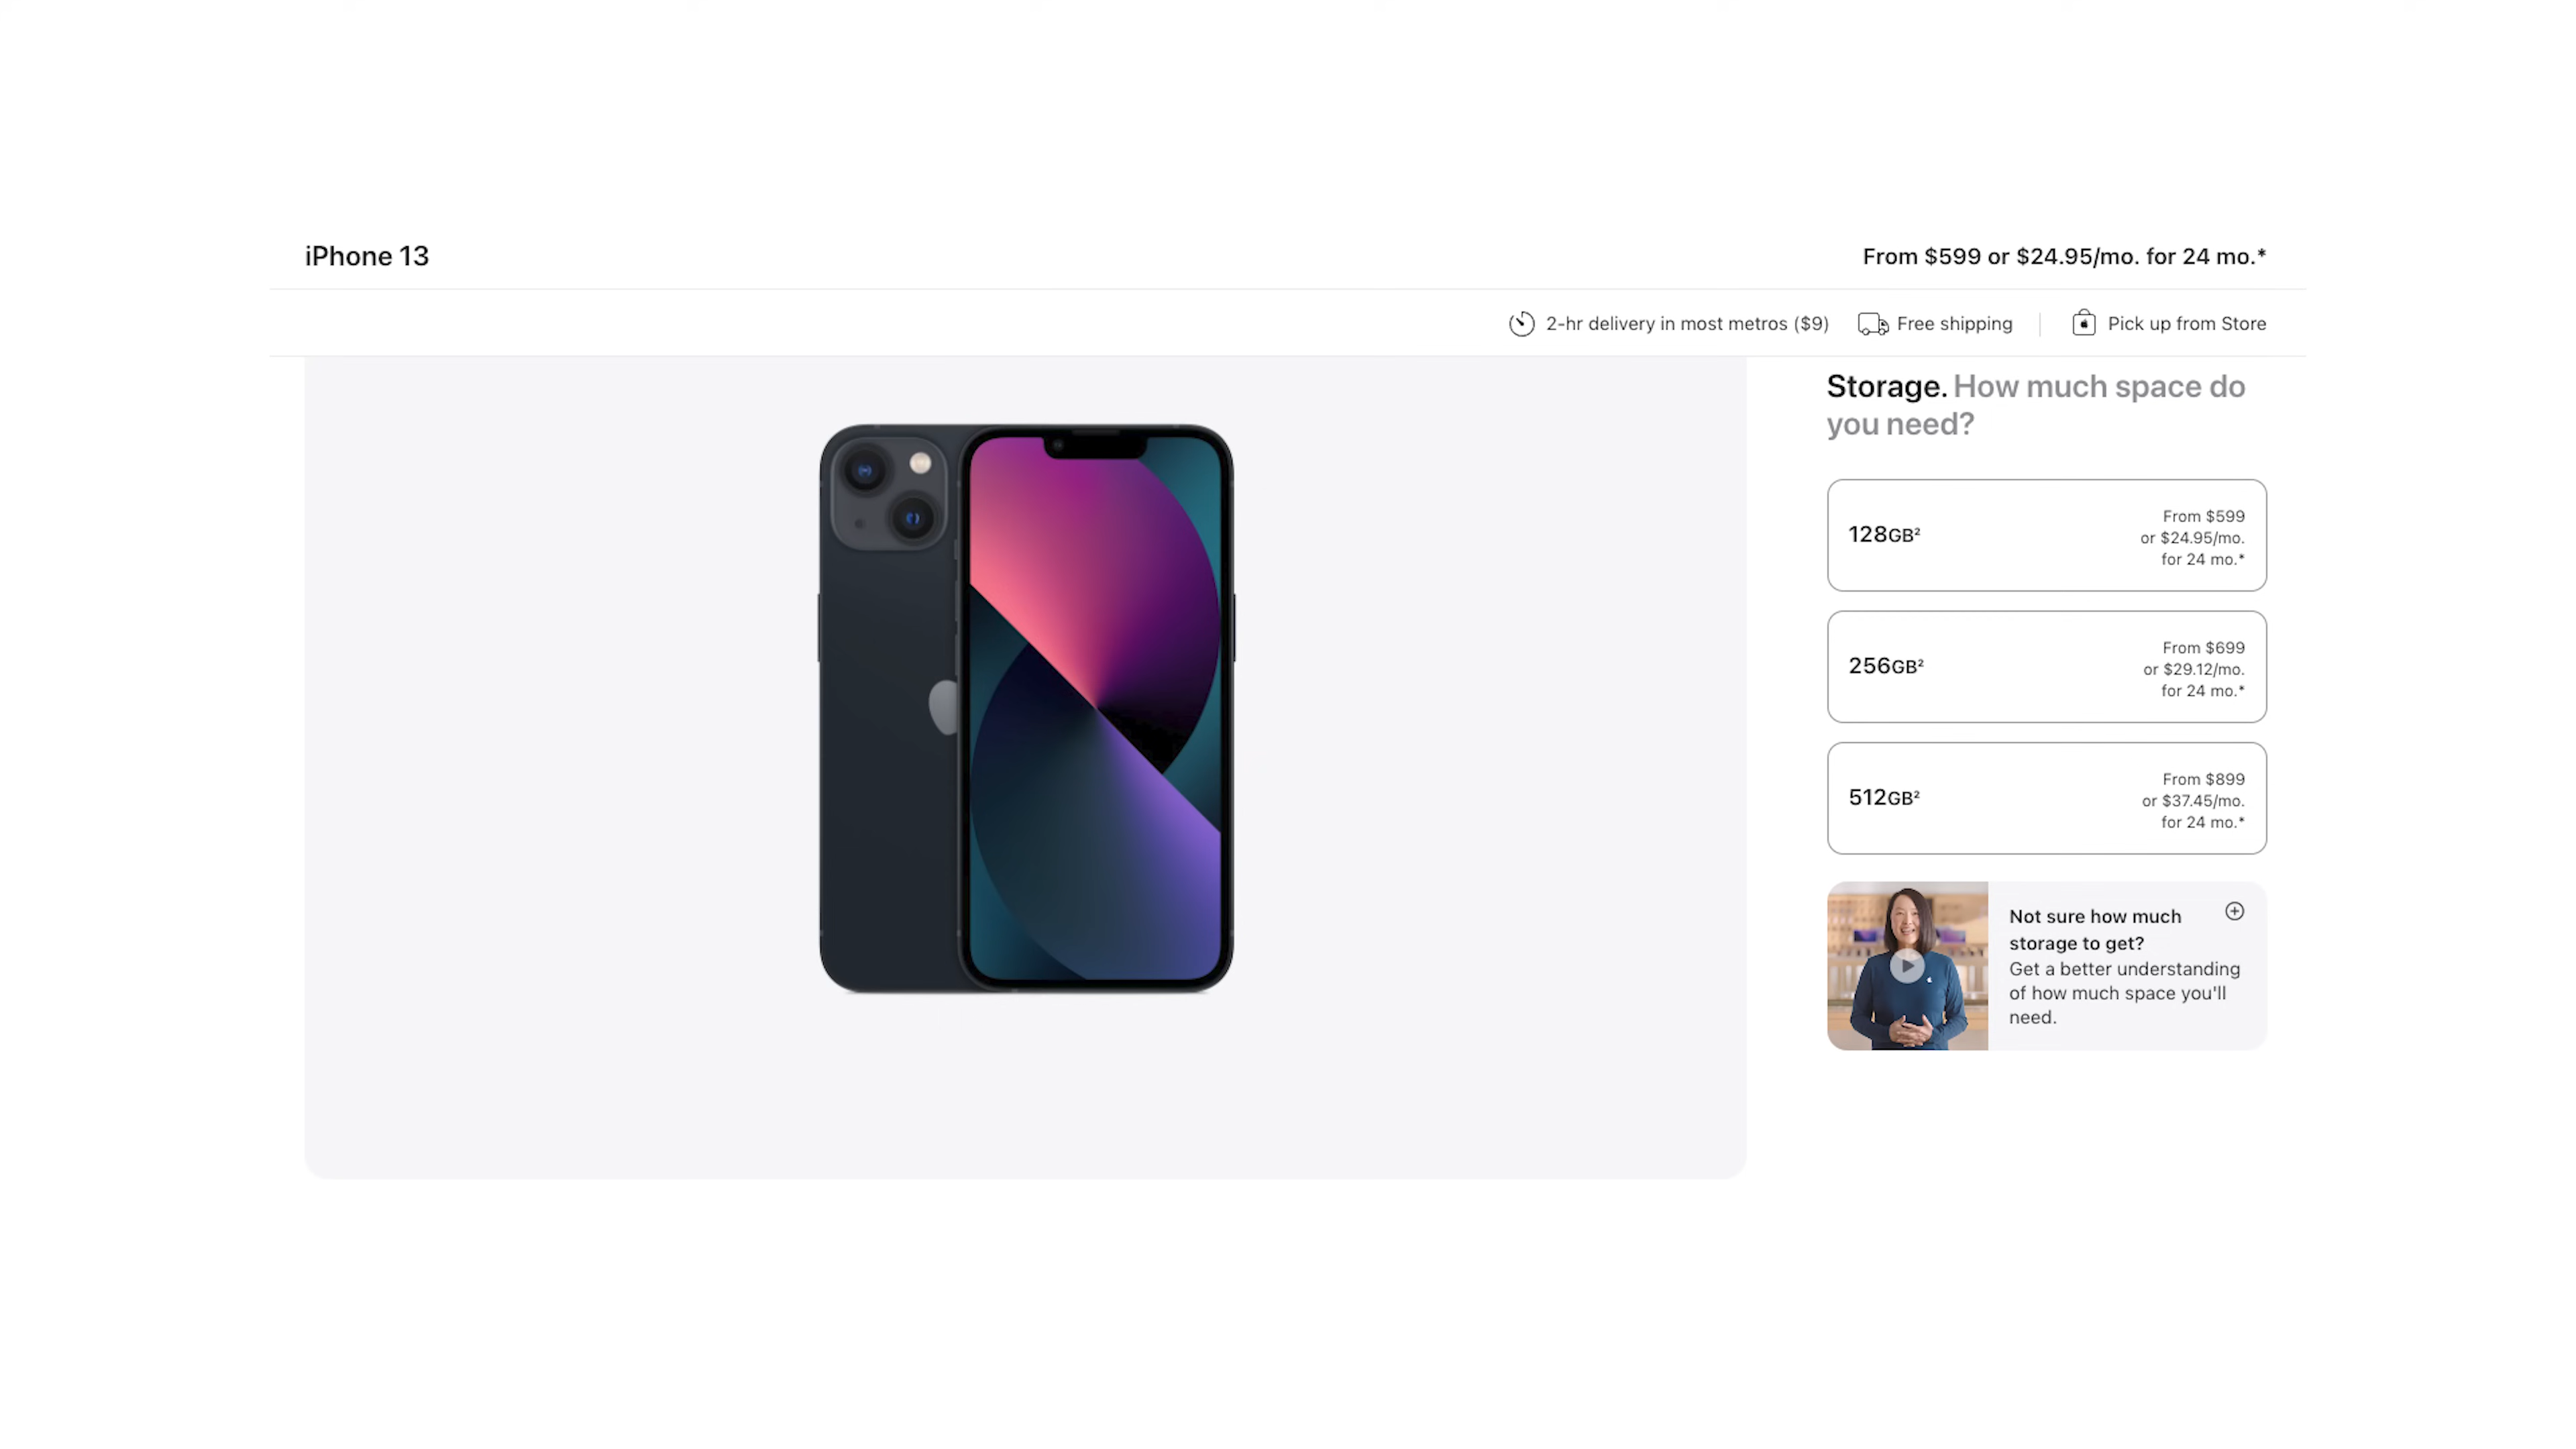 iPhone 13
From $599 or $24.95/mo. for 24 mo.*
2-hr delivery in most metros ($9)
Free shipping
Pick up from Store
Storage. How much space do
you need?
128GB²
From $599
or $24.95/mo.
for 24 mo.*
256GB²
From $699
or $29.12/mo.
for 24 mo.*
512GB²
From $899
or $37.45/mo.
for 24 mo.*
Not sure how much
storage to get?
Get a better understanding
of how much space you'll
need.